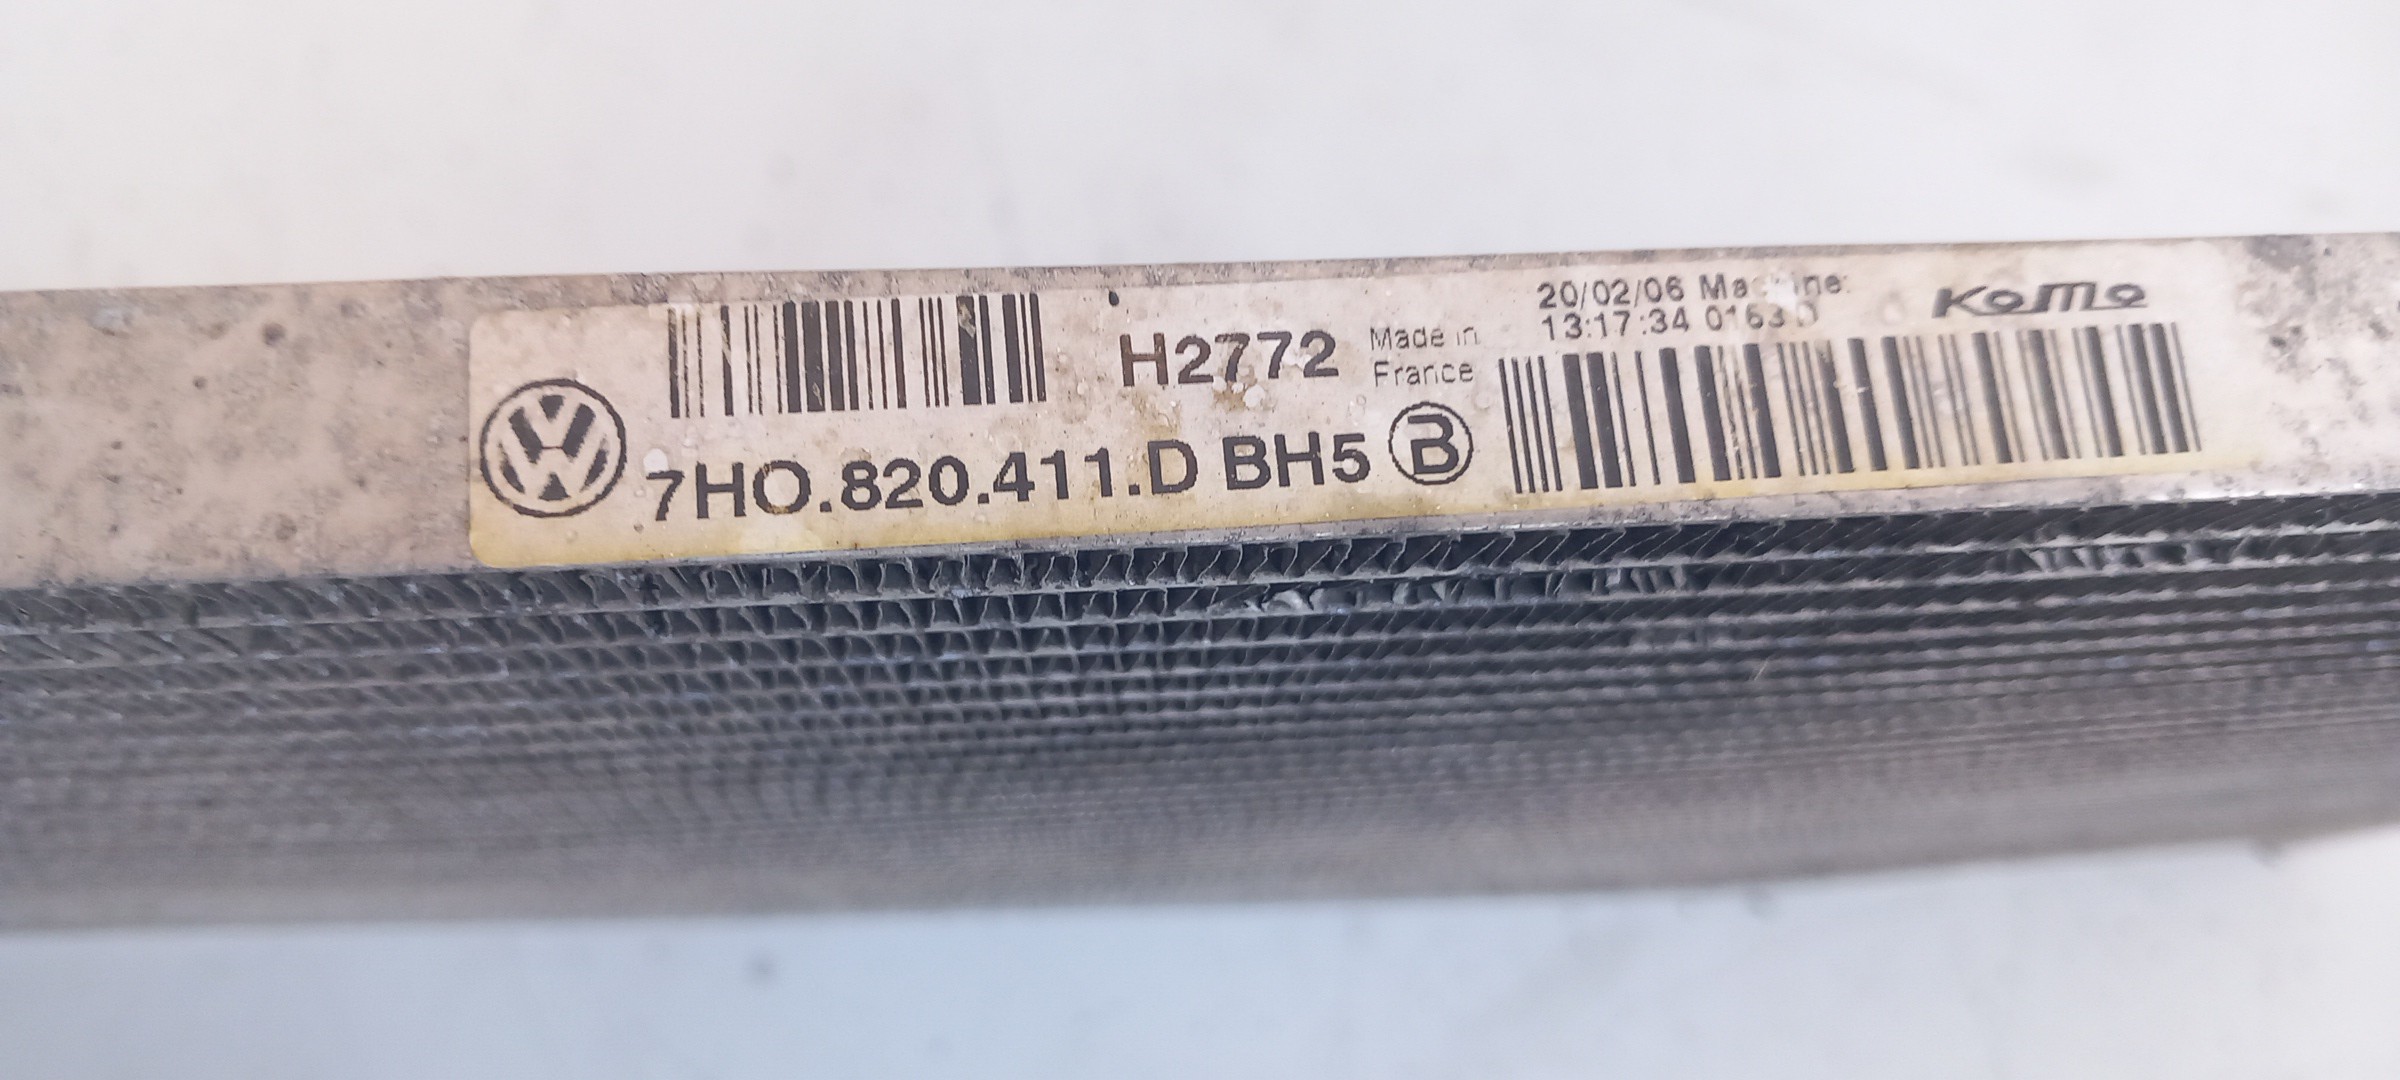 H2772
Made in
France
20/02/06
13:17:34
KoMo
7HO.820.411.D BH5 B